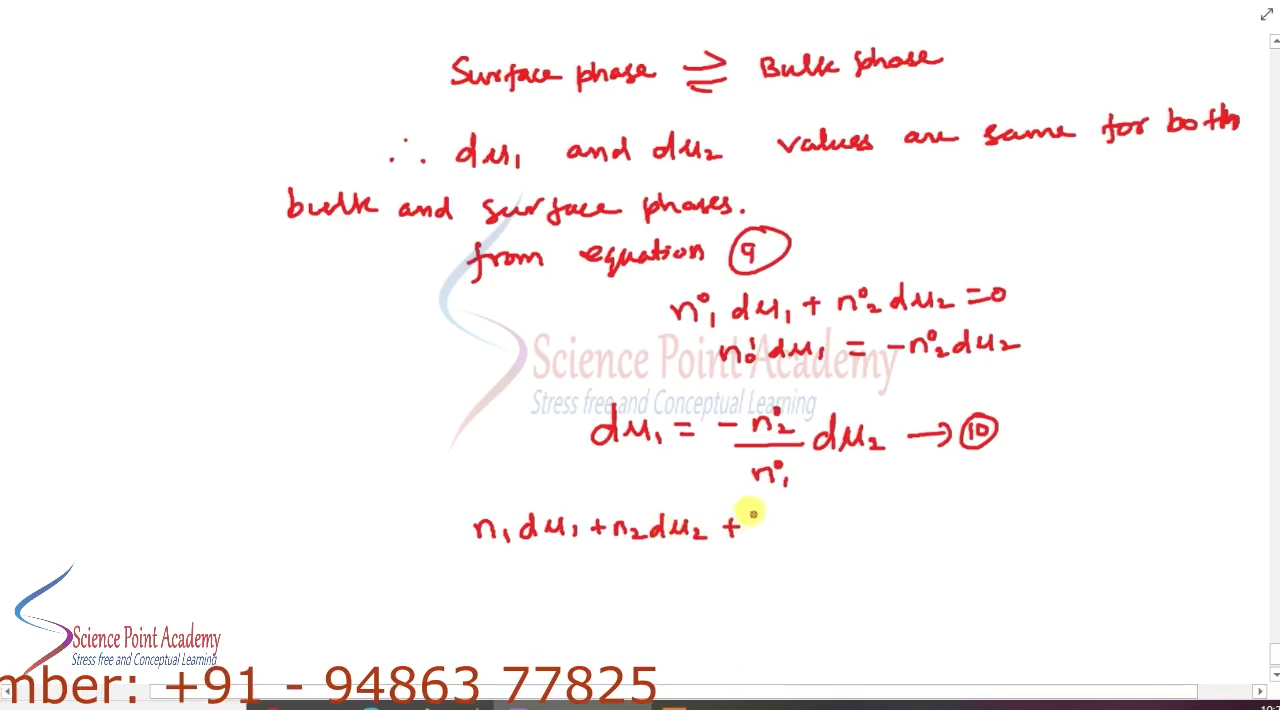 Surface phase ⇌ Bulk phase
∴ dμ₁ and dμ₂ values are same for both
bulk and surface phases.
from equation ⑨
n°₁ dμ₁ + n°₂ dμ₂ = 0
n°₁ dμ₁ = -n°₂ dμ₂
dμ₁ = - n°₂ / n°₁ dμ₂ → ⑩
n₁ dμ₁ + n₂ dμ₂ +
Science Point Academy
Stress free and Conceptual Learning
Science Point Academy
Stress free and Conceptual Learning
mber: +91 - 94863 77825